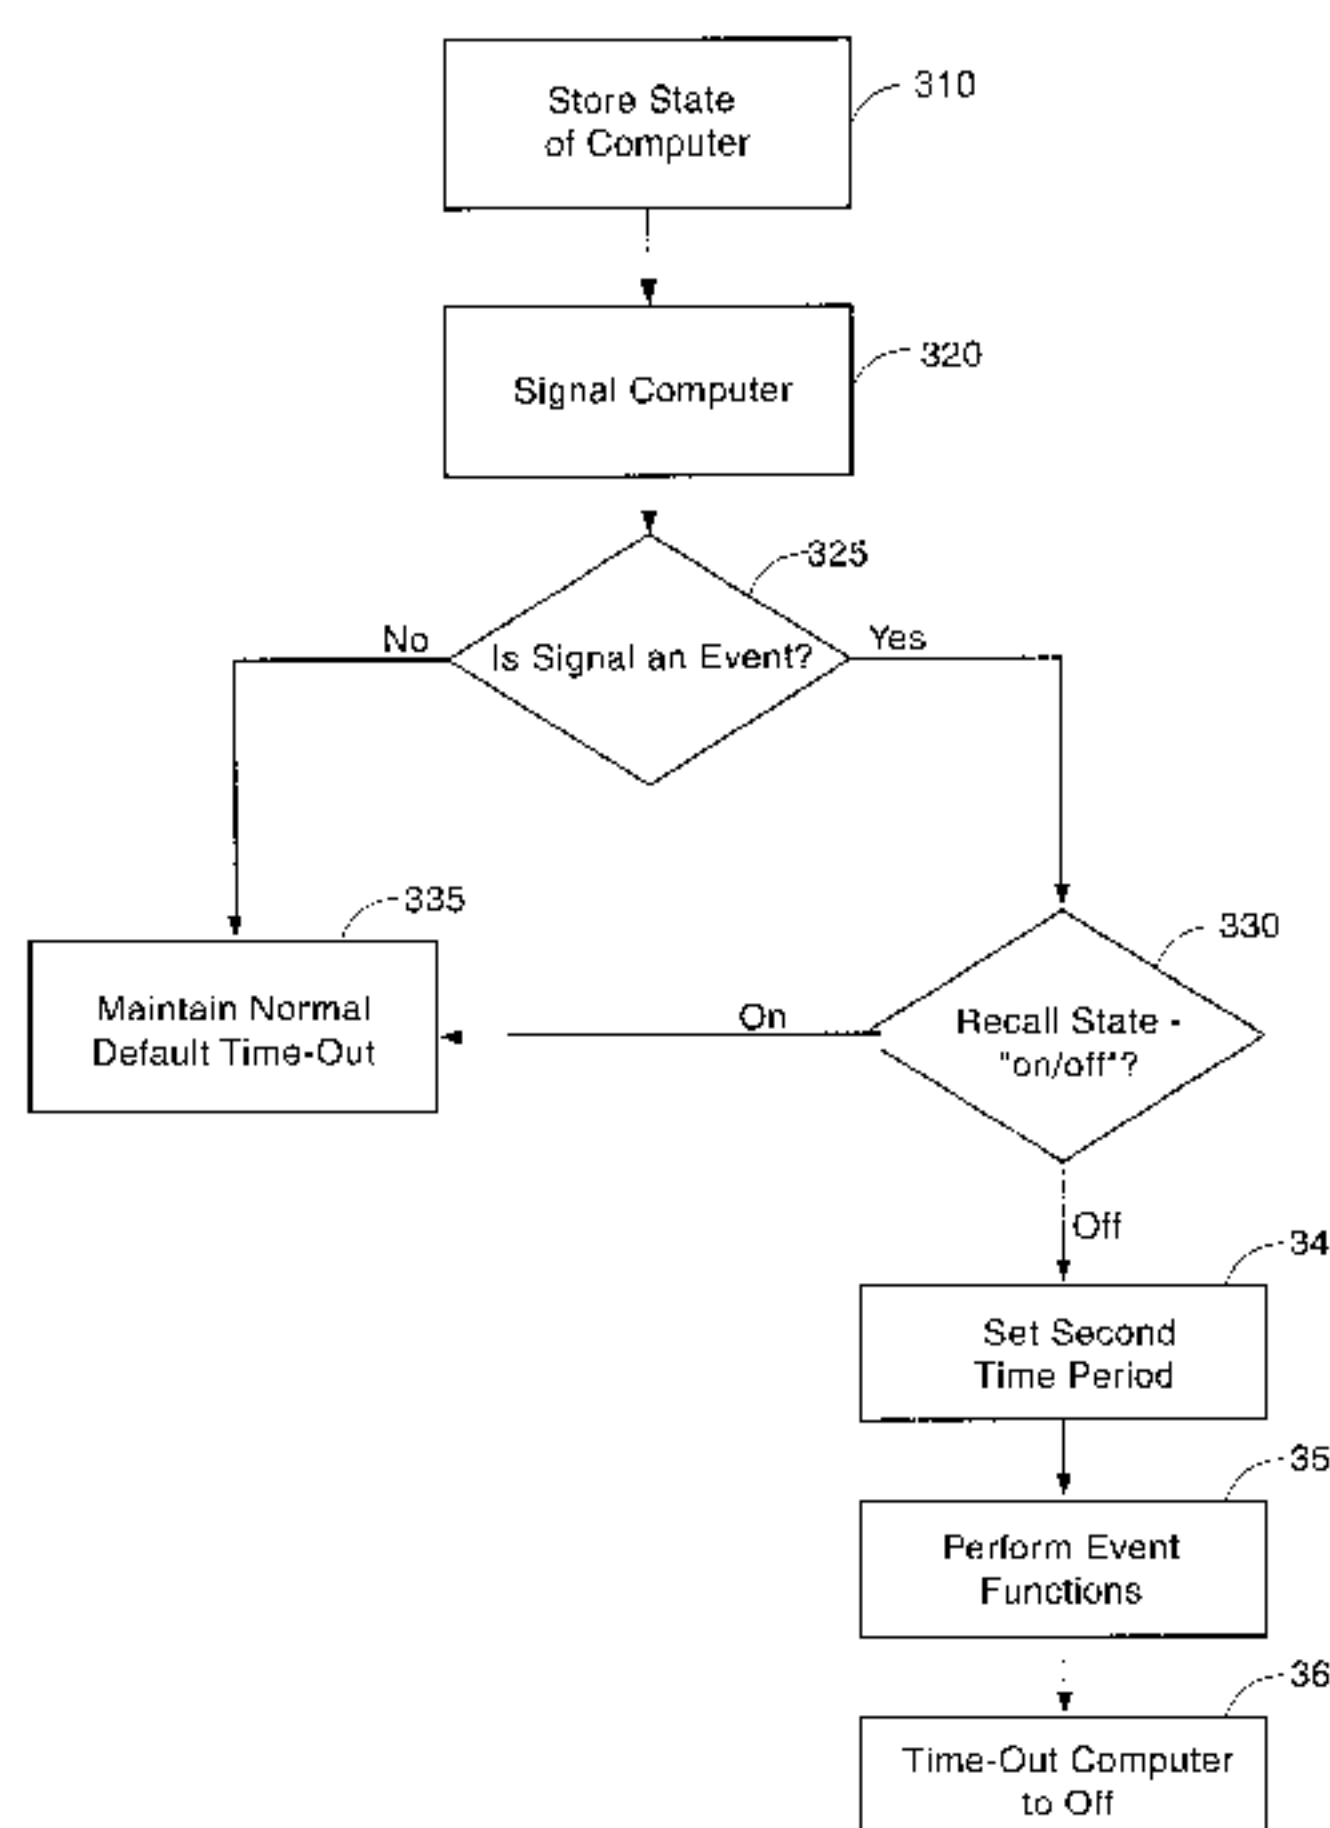 Store State
of Computer
310
Signal Computer
320
325
No
Is Signal an Event?
Yes
335
Maintain Normal
Default Time-Out
330
On
Recall State -
"on/off"?
Off
34
Set Second
Time Period
35
Perform Event
Functions
36
Time-Out Computer
to Off